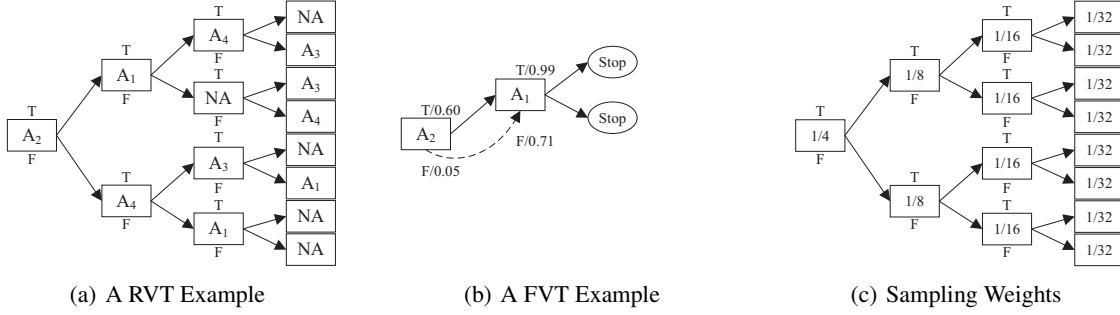 T
A₂
F
T
A₁
F
T
A₄
F
T
A₄
F
T
NA
F
T
A₃
F
T
A₁
F
NA
A₃
A₃
A₄
NA
A₁
NA
NA
(a) A RVT Example
T/0.60
A₂
F/0.05
T/0.99
A₁
F/0.71
Stop
Stop
(b) A FVT Example
T
1/4
F
T
1/8
F
T
1/8
F
T
1/16
F
T
1/16
F
T
1/16
F
T
1/16
F
1/32
1/32
1/32
1/32
1/32
1/32
1/32
1/32
(c) Sampling Weights